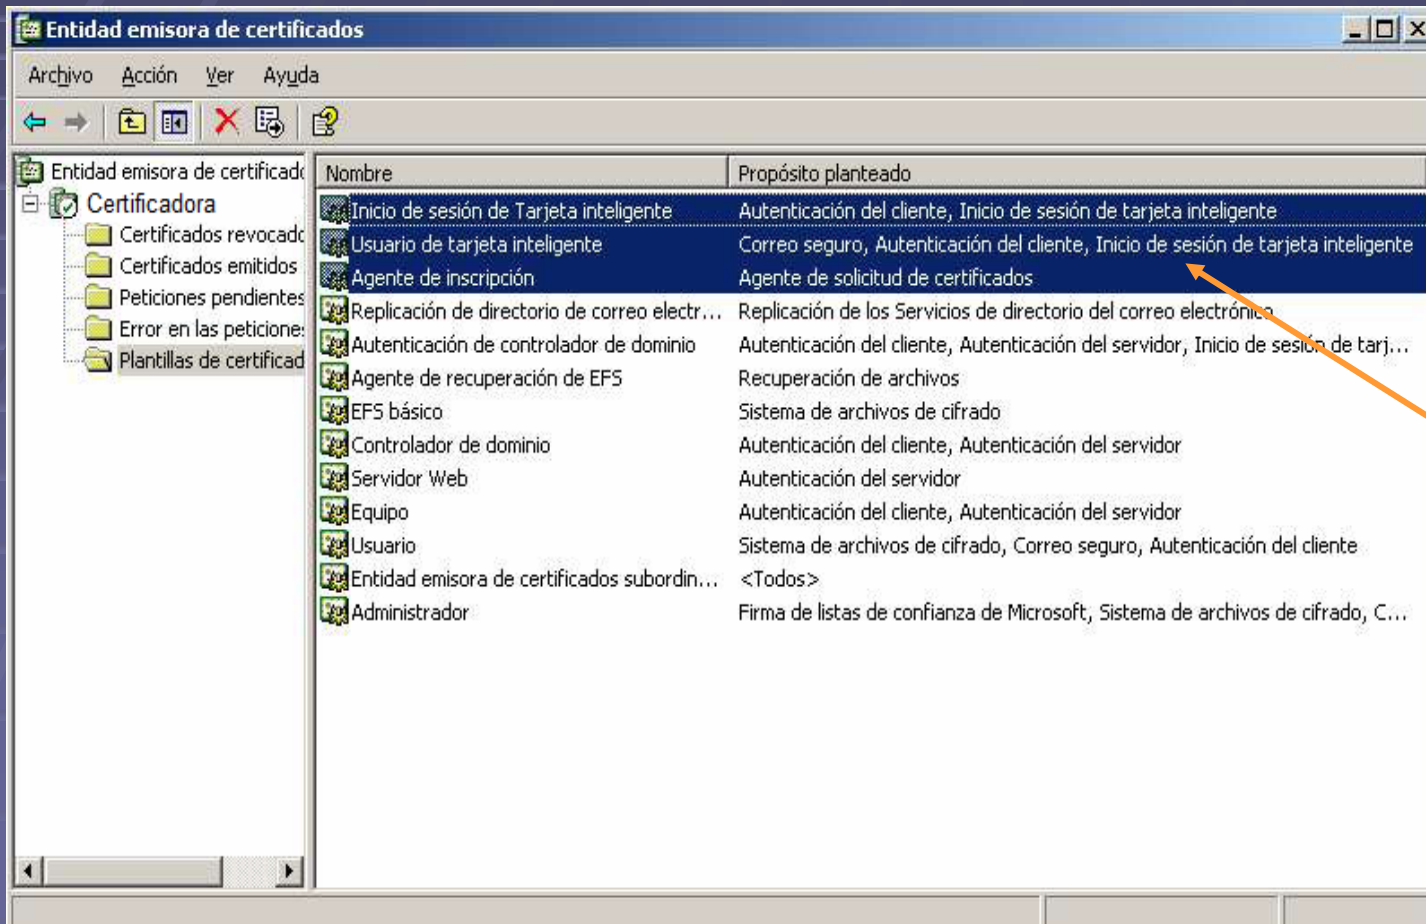 Entidad emisora de certificados
Archivo Acción Ver Ayuda
Entidad emisora de certificado
Certificadora
Certificados revocado
Certificados emitidos
Peticiones pendientes
Error en las peticione
Plantillas de certificad
Nombre Propósito planteado
Inicio de sesión de Tarjeta inteligente Autenticación del cliente, Inicio de sesión de tarjeta inteligente
Usuario de tarjeta inteligente Correo seguro, Autenticación del cliente, Inicio de sesión de tarjeta inteligente
Agente de inscripción Agente de solicitud de certificados
Replicación de directorio de correo electr... Replicación de los Servicios de directorio del correo electrónico
Autenticación de controlador de dominio Autenticación del cliente, Autenticación del servidor, Inicio de sesión de tarj...
Agente de recuperación de EFS Recuperación de archivos
EFS básico Sistema de archivos de cifrado
Controlador de dominio Autenticación del cliente, Autenticación del servidor
Servidor Web Autenticación del servidor
Equipo Autenticación del cliente, Autenticación del servidor
Usuario Sistema de archivos de cifrado, Correo seguro, Autenticación del cliente
Entidad emisora de certificados subordin... <Todos>
Administrador Firma de listas de confianza de Microsoft, Sistema de archivos de cifrado, C...